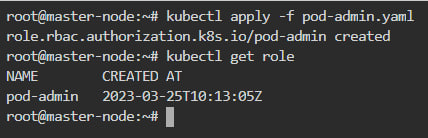 root@master-node:~# kubectl apply -f pod-admin.yaml
role.rbac.authorization.k8s.io/pod-admin created
root@master-node:~# kubectl get role
NAME        CREATED AT
pod-admin   2023-03-25T10:13:05Z
root@master-node:~#